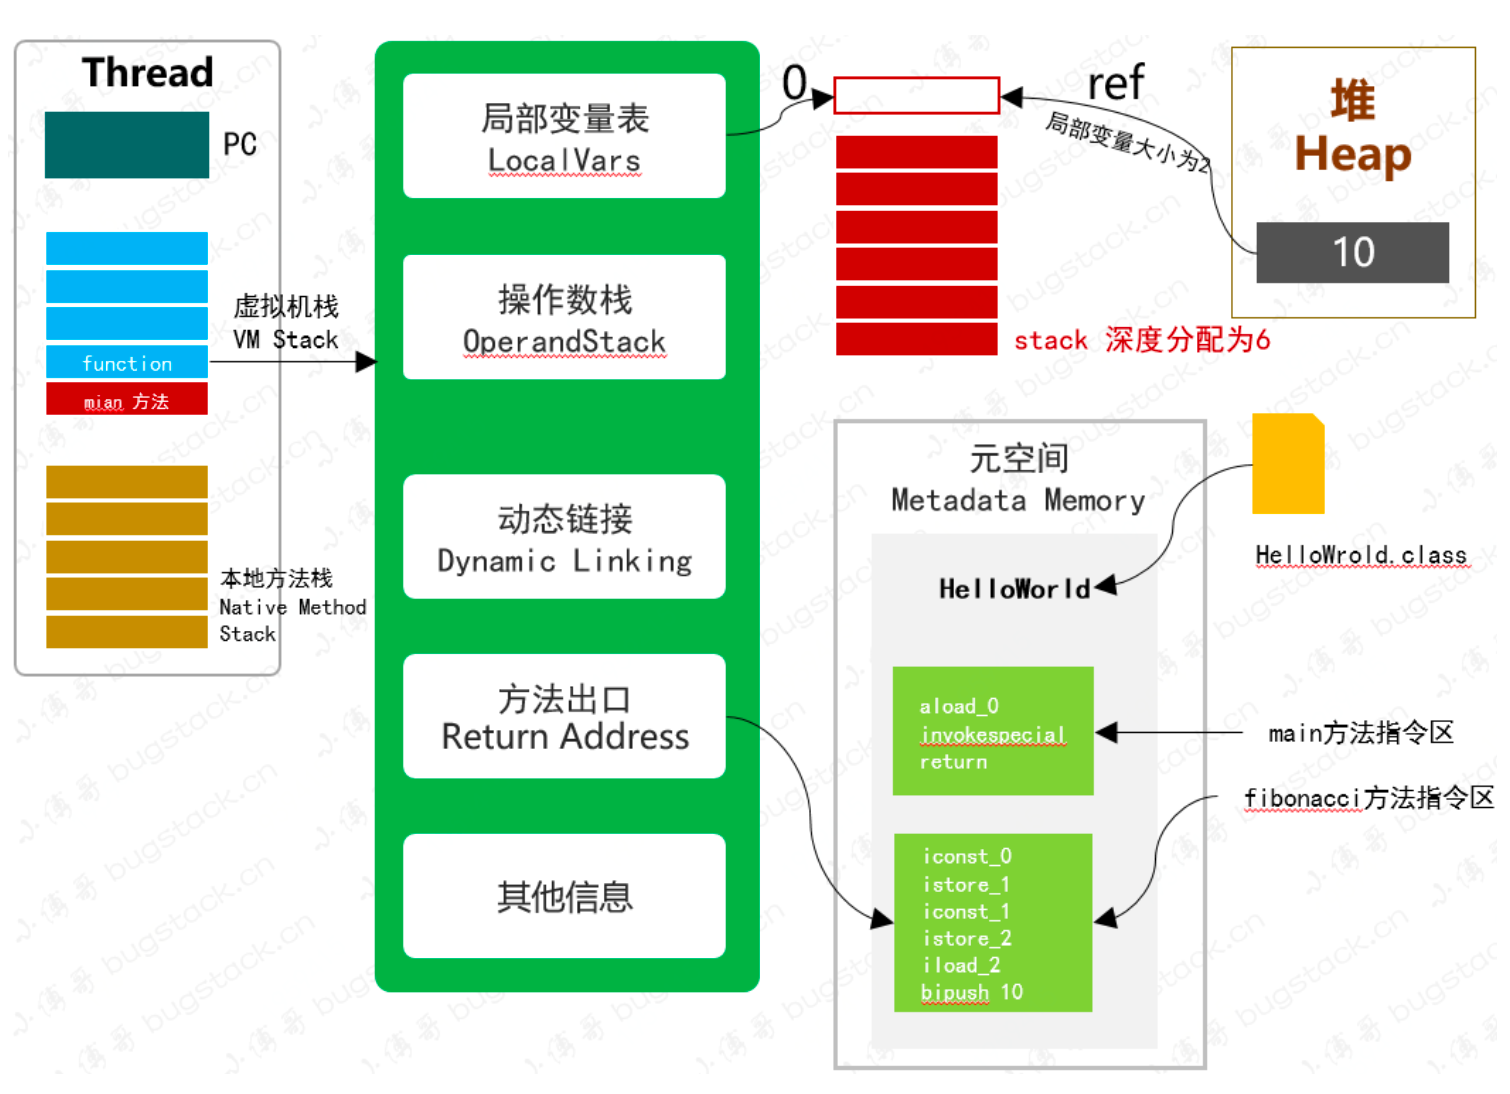 Thread
PC
虚拟机栈
VM Stack
function
mian 方法
本地方法栈
Native Method
Stack
局部变量表
LocalVars
操作数栈
OperandStack
动态链接
Dynamic Linking
方法出口
Return Address
其他信息
0
ref
局部变量大小为2
stack 深度分配为6
堆
Heap
10
元空间
Metadata Memory
HelloWorld
HelloWrold.class
aload_0
invokespecial
return
main方法指令区
fibonacci方法指令区
iconst_0
istore_1
iconst_1
istore_2
iload_2
bipush 10
小傅哥 bugstack.cn